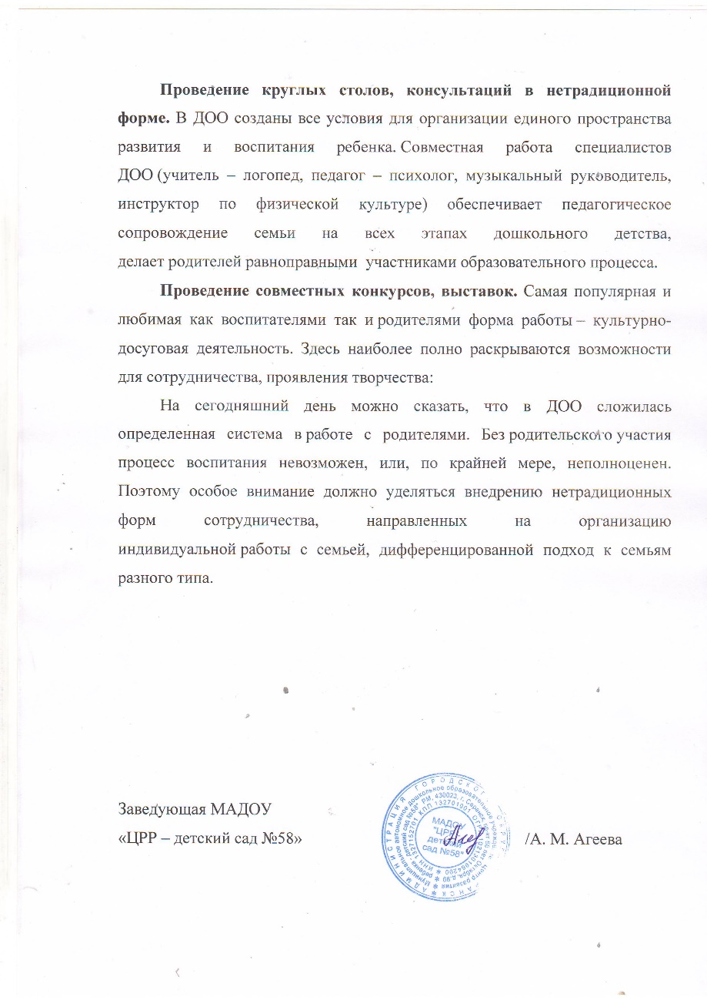 Проведение круглых столов, консультаций в нетрадиционной
форме. В ДОО созданы все условия для организации единого пространства
развития и воспитания ребенка. Совместная работа специалистов
ДОО (учитель – логопед, педагог – психолог, музыкальный руководитель,
инструктор по физической культуре) обеспечивает педагогическое
сопровождение семьи на всех этапах дошкольного детства,
делает родителей равноправными участниками образовательного процесса.
Проведение совместных конкурсов, выставок. Самая популярная и
любимая как воспитателями так и родителями форма работы – культурно-
досуговая деятельность. Здесь наиболее полно раскрываются возможности
для сотрудничества, проявления творчества:
На сегодняшний день можно сказать, что в ДОО сложилась
определенная система в работе с родителями. Без родительского участия
процесс воспитания невозможен, или, по крайней мере, неполноценен.
Поэтому особое внимание должно уделяться внедрению нетрадиционных
форм сотрудничества, направленных на организацию
индивидуальной работы с семьей, дифференцированной подход к семьям
разного типа.
Заведующая МАДОУ
«ЦРР – детский сад №58» /А. М. Агеева
МАДОУ
"ЦРР
детский
сад №58"